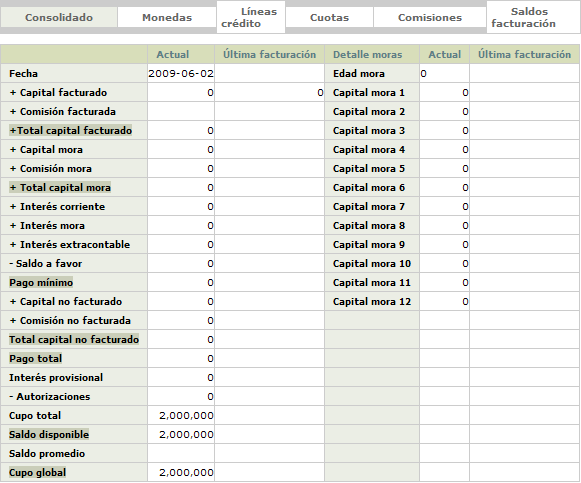 Consolidado Monedas Líneas crédito Cuotas Comisiones Saldos facturación
Actual Última facturación Detalle moras Actual Última facturación
Fecha 2009-06-02 Edad mora 0
+ Capital facturado 0 0 Capital mora 1 0
+ Comisión facturada Capital mora 2 0
+Total capital facturado 0 Capital mora 3 0
+ Capital mora 0 Capital mora 4 0
+ Comisión mora 0 Capital mora 5 0
+ Total capital mora 0 Capital mora 6 0
+ Interés corriente 0 Capital mora 7 0
+ Interés mora 0 Capital mora 8 0
+ Interés extracontable 0 Capital mora 9 0
- Saldo a favor 0 Capital mora 10 0
Pago mínimo 0 Capital mora 11 0
+ Capital no facturado 0 Capital mora 12 0
+ Comisión no facturada 0
Total capital no facturado 0
Pago total 0
Interés provisional 0
- Autorizaciones 0
Cupo total 2,000,000
Saldo disponible 2,000,000
Saldo promedio
Cupo global 2,000,000